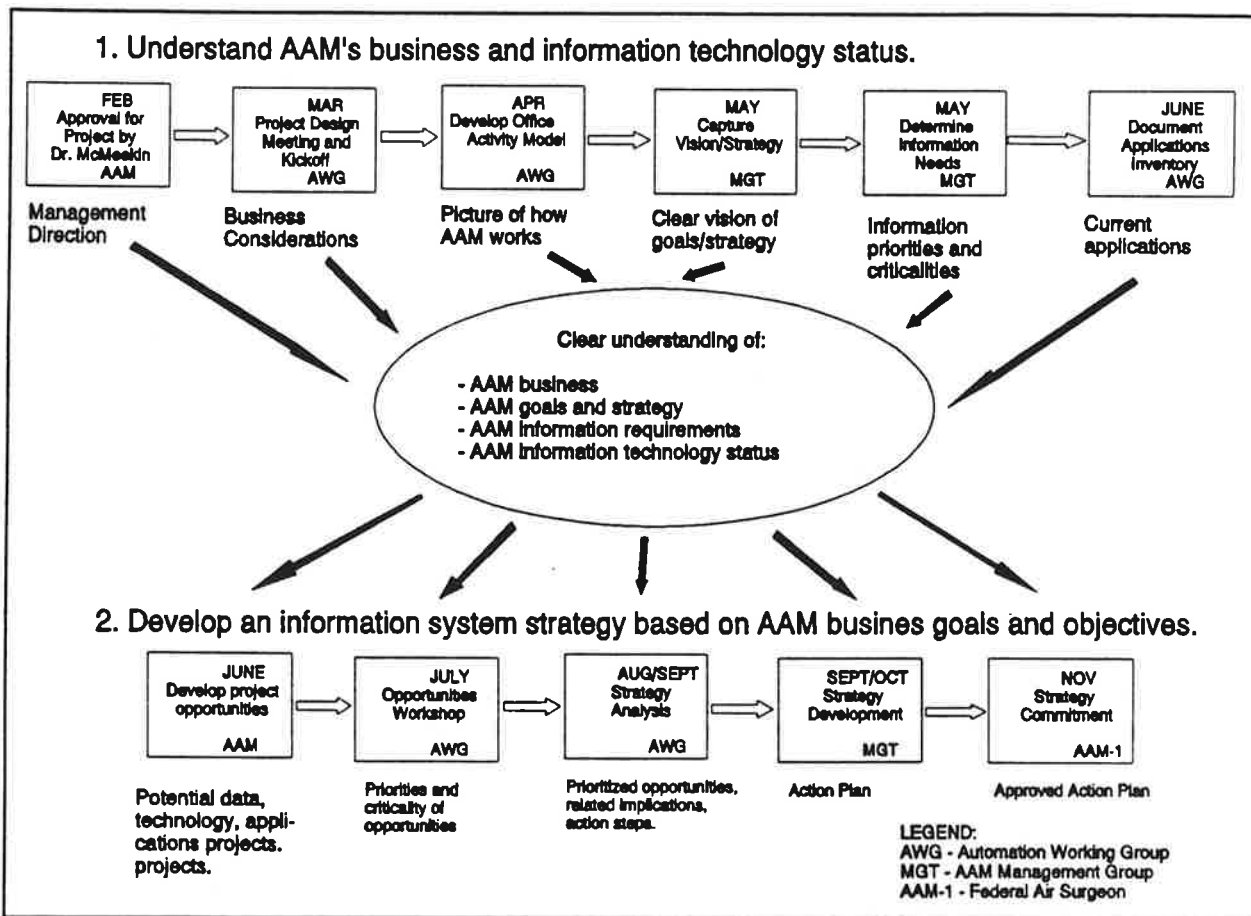 1. Understand AAM's business and information technology status.
FEB
Approval for
Project by
Dr. McMeekin
AAM
MAR
Project Design
Meeting and
Kickoff
AWG
APR
Develop Office
Activity Model
AWG
MAY
Capture
Vision/Strategy
MGT
MAY
Determine
Information
Needs
MGT
JUNE
Document
Applications
Inventory
AWG
Management
Direction
Business
Considerations
Picture of how
AAM works
Clear vision of
goals/strategy
Information
priorities and
criticalities
Current
applications
Clear understanding of:
- AAM business
- AAM goals and strategy
- AAM information requirements
- AAM information technology status
2. Develop an information system strategy based on AAM busines goals and objectives.
JUNE
Develop project
opportunities
AAM
JULY
Opportunities
Workshop
AWG
AUG/SEPT
Strategy
Analysis
AWG
SEPT/OCT
Strategy
Development
MGT
NOV
Strategy
Commitment
AAM-1
Potential data,
technology, appli-
cations projects.
projects.
Priorities and
criticality of
opportunities
Prioritized opportunities,
related implications,
action steps.
Action Plan
Approved Action Plan
LEGEND:
AWG - Automation Working Group
MGT - AAM Management Group
AAM-1 - Federal Air Surgeon